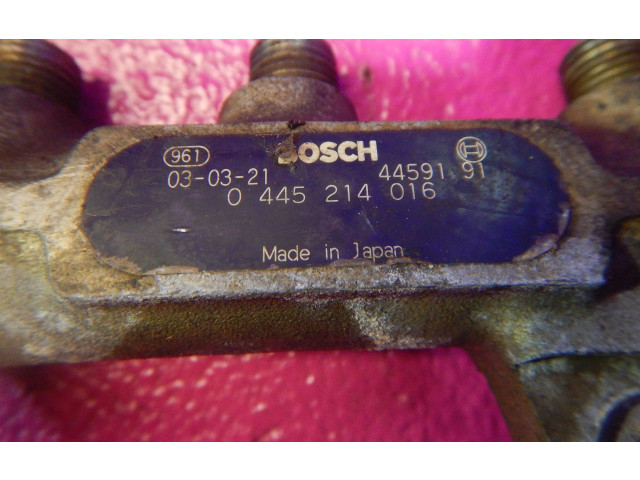 961 BOSCH
03-03-21 44591 91
0 445 214 016
Made in Japan